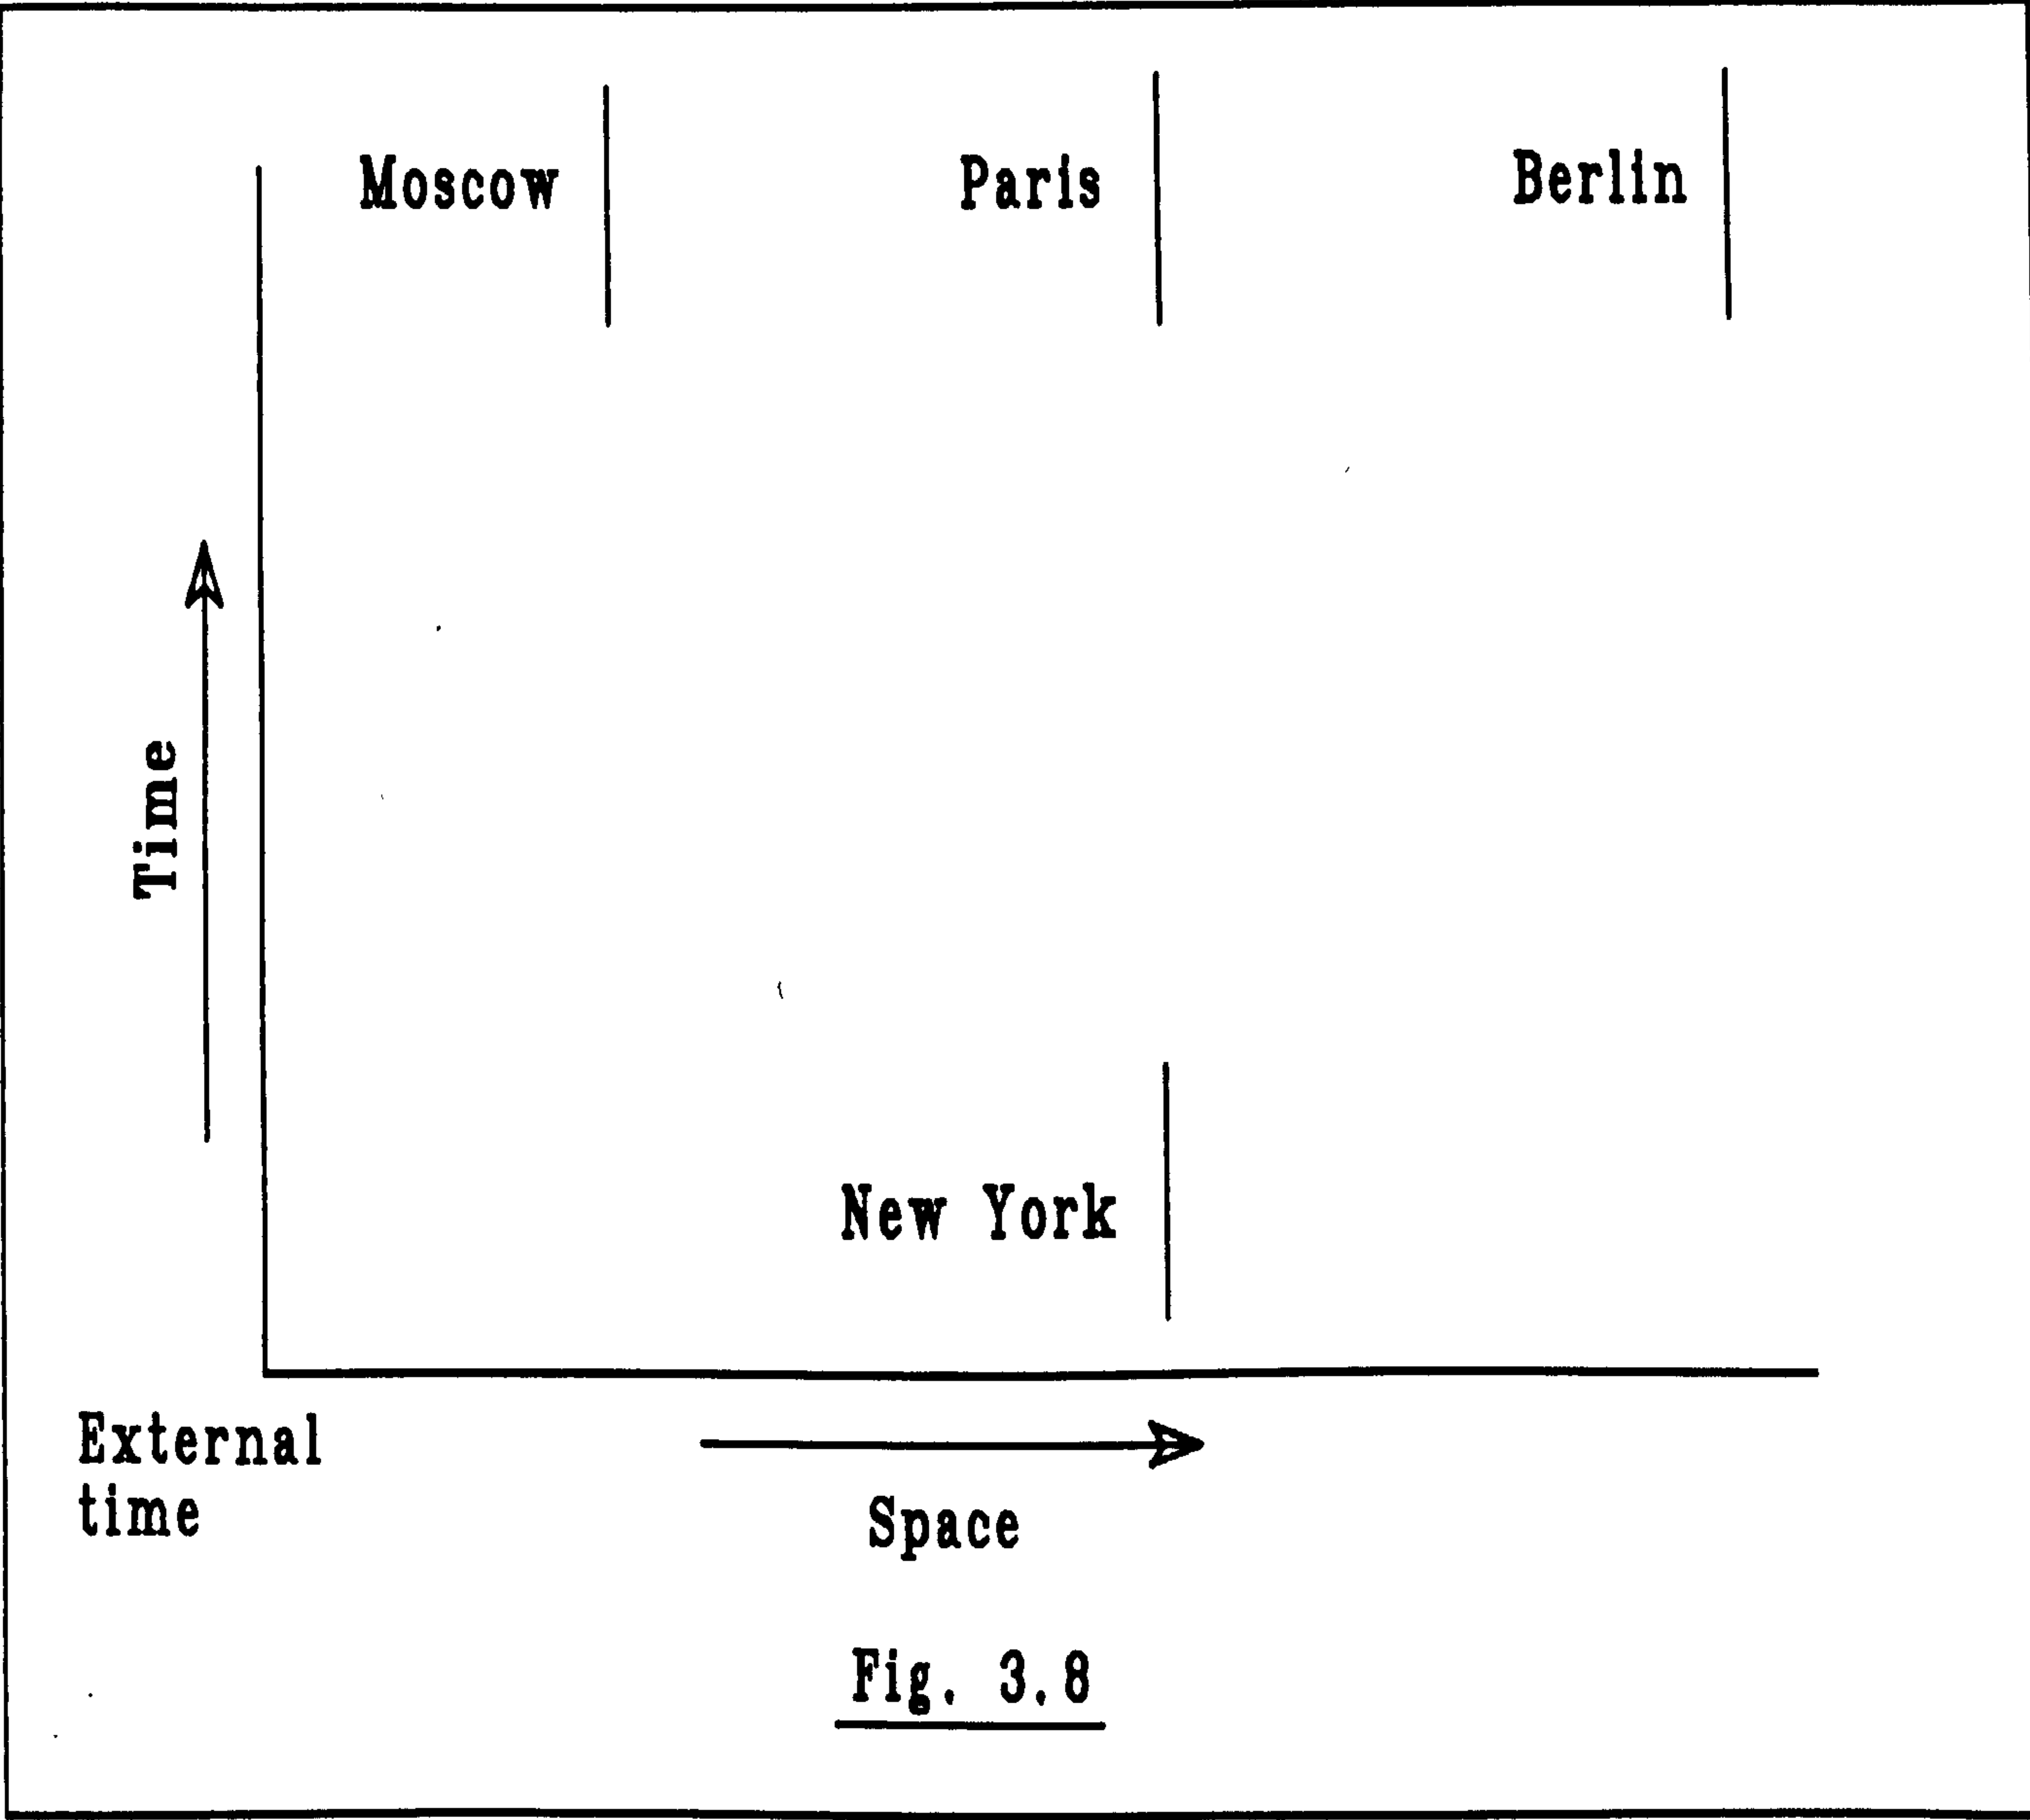 Moscow
Paris
Berlin
Time
New York
External
time
Space
Fig. 3.8